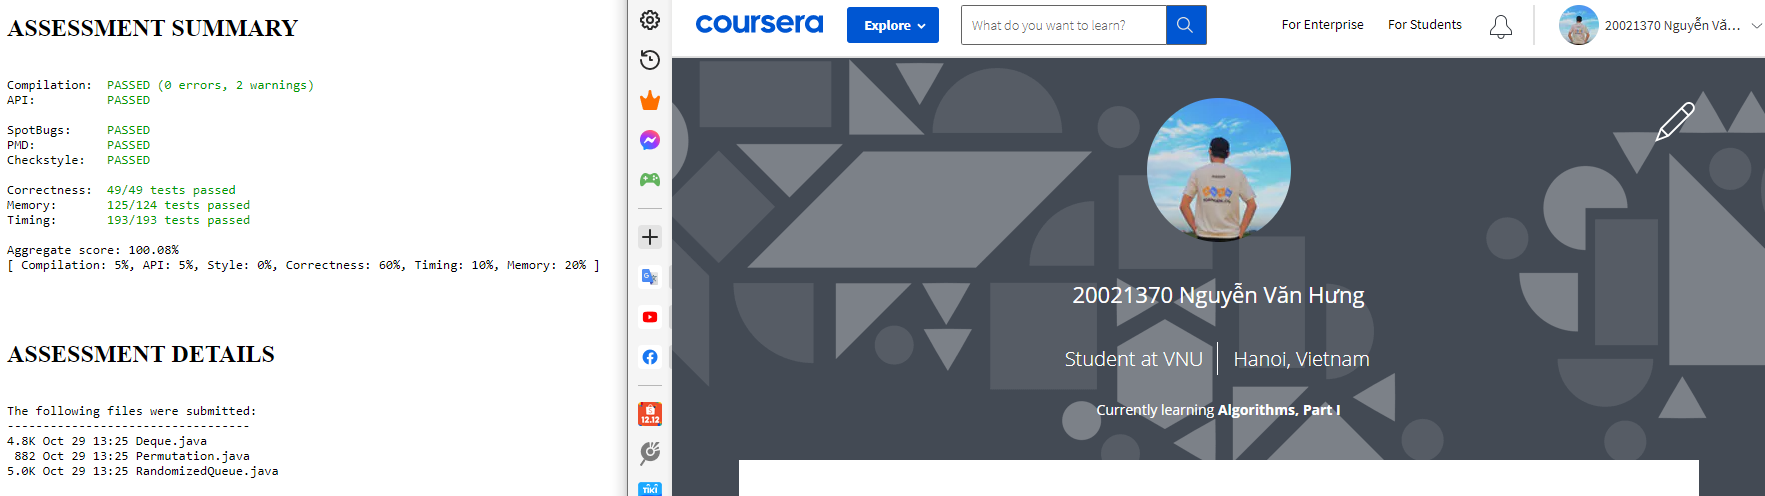 ASSESSMENT SUMMARY
Compilation:  PASSED (0 errors, 2 warnings)
API:          PASSED
SpotBugs:     PASSED
PMD:          PASSED
Checkstyle:   PASSED
Correctness:  49/49 tests passed
Memory:       125/124 tests passed
Timing:       193/193 tests passed
Aggregate score: 100.08%
[ Compilation: 5%, API: 5%, Style: 0%, Correctness: 60%, Timing: 10%, Memory: 20% ]
ASSESSMENT DETAILS
The following files were submitted:
----------------------------------
4.8K Oct 29 13:25 Deque.java
 882 Oct 29 13:25 Permutation.java
5.0K Oct 29 13:25 RandomizedQueue.java
12.12
TIKI
coursera
Explore
What do you want to learn?
For Enterprise
For Students
20021370 Nguyễn Vă...
20021370 Nguyễn Văn Hưng
Student at VNU
Hanoi, Vietnam
Currently learning Algorithms, Part I